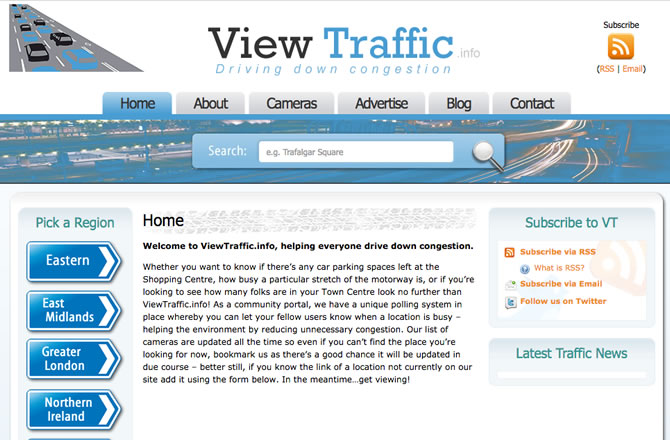 View Traffic.info
Driving down congestion
Subscribe
(RSS | Email)
Home
About
Cameras
Advertise
Blog
Contact
Search:
e.g. Trafalgar Square
Pick a Region
Eastern
East
Midlands
Greater
London
Northern
Ireland
Home
Welcome to ViewTraffic.info, helping everyone drive down congestion.
Whether you want to know if there's any car parking spaces left at the
Shopping Centre, how busy a particular stretch of the motorway is, or if you're
looking to see how many folks are in your Town Centre look no further than
ViewTraffic.info! As a community portal, we have a unique polling system in
place whereby you can let your fellow users know when a location is busy –
helping the environment by reducing unnecessary congestion. Our list of
cameras are updated all the time so even if you can't find the place you're
looking for now, bookmark us as there's a good chance it will be updated in
due course – better still, if you know the link of a location not currently on our
site add it using the form below. In the meantime...get viewing!
Subscribe to VT
Subscribe via RSS
What is RSS?
Subscribe via Email
Follow us on Twitter
Latest Traffic News